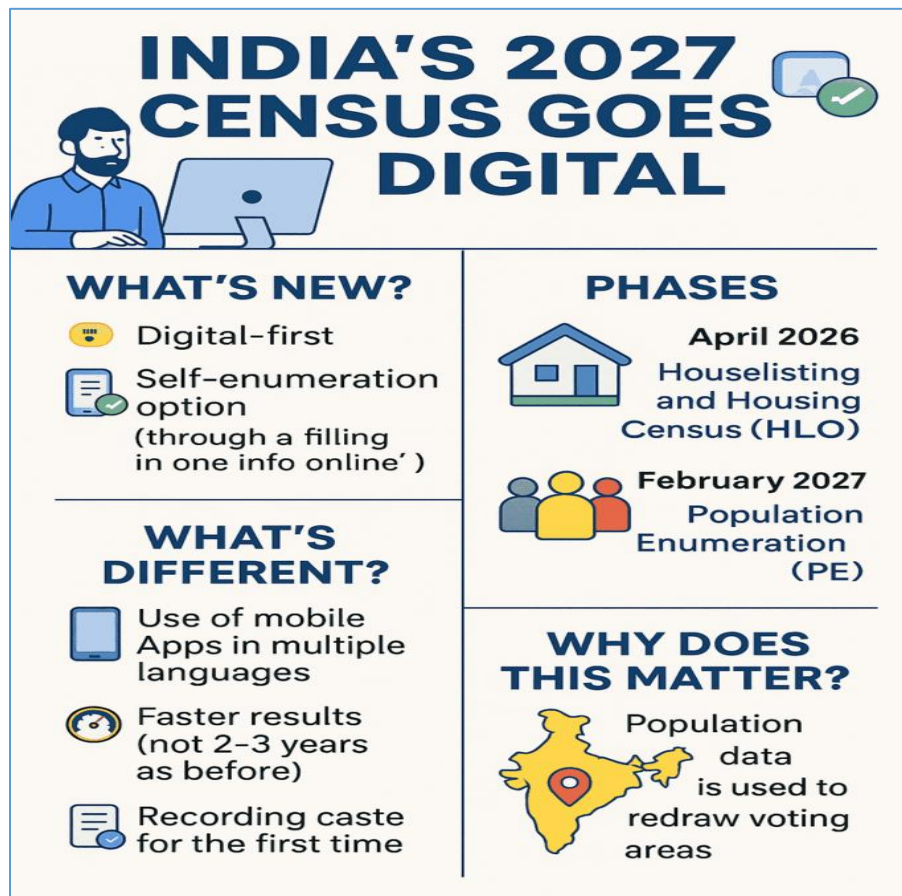 INDIA'S 2027
CENSUS GOES
DIGITAL
WHAT'S NEW?
Digital-first
Self-enumeration
option
(through a filling
in one info online' )
WHAT'S
DIFFERENT?
Use of mobile
Apps in multiple
languages
Faster results
(not 2-3 years
as before)
Recording caste
for the first time
PHASES
April 2026
Houselisting
and Housing
Census (HLO)
February 2027
Population
Enumeration
(PE)
WHY DOES
THIS MATTER?
Population
data
is used to
redraw voting
areas